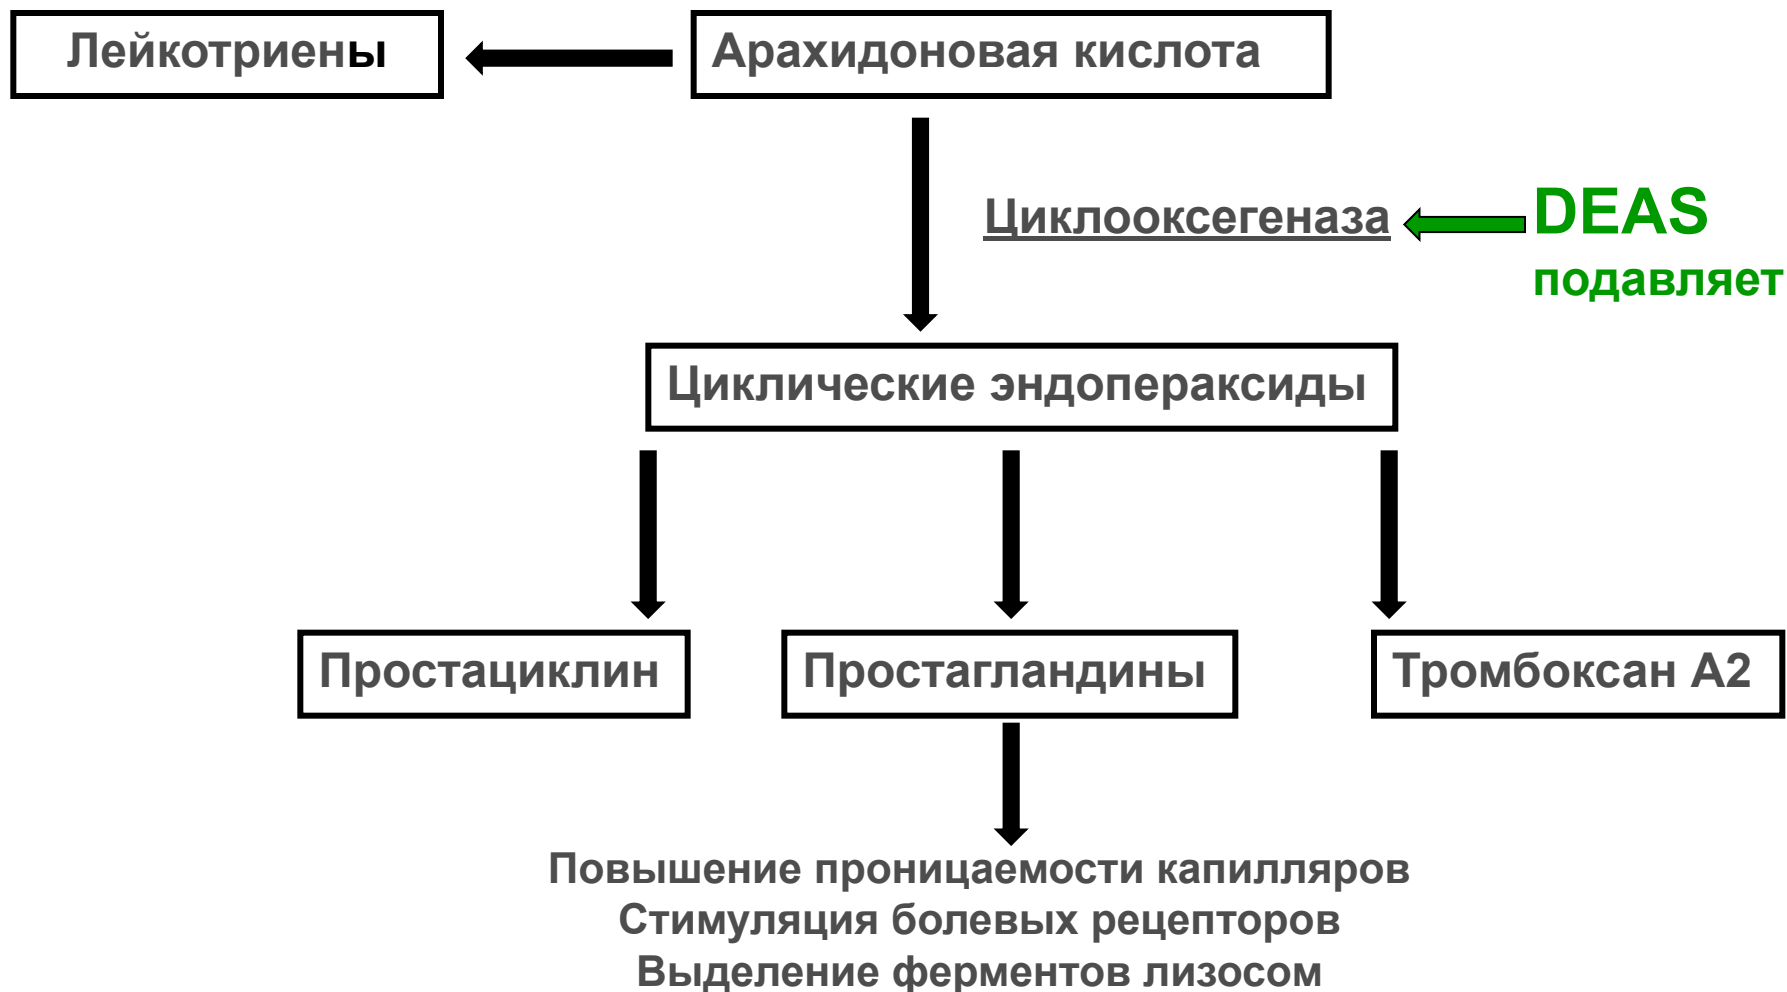 Лейкотриены
Арахидоновая кислота
Циклооксегеназа
DEAS
подавляет
Циклические эндопераксиды
Простациклин
Простагландины
Тромбоксан А2
Повышение проницаемости капилляров
Стимуляция болевых рецепторов
Выделение ферментов лизосом